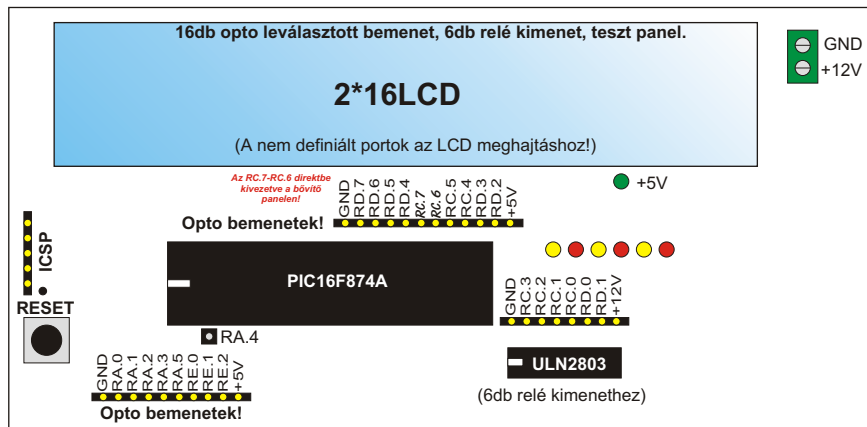 16db opto leválasztott bemenet, 6db relé kimenet, teszt panel.
2*16LCD
(A nem definiált portok az LCD meghajtáshoz!)
GND
+12V
Az RC.7-RC.6 direktbe
kivezetve a bővítő
panelen!
GND
RD.7
RD.6
RD.5
RD.4
RC.7
RC.6
RC.5
RC.4
RD.3
RD.2
+5V
+5V
Opto bemenetek!
ICSP
RESET
PIC16F874A
RA.4
GND
RC.3
RC.2
RC.1
RC.0
RD.0
RD.1
+12V
ULN2803
(6db relé kimenethez)
GND
RA.0
RA.1
RA.2
RA.3
RA.5
RE.0
RE.1
RE.2
+5V
Opto bemenetek!